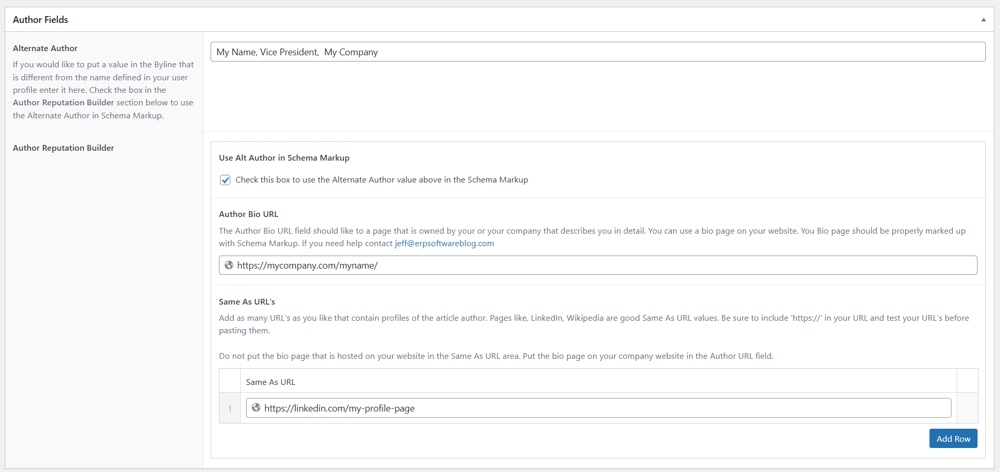 Author Fields
Alternate Author
If you would like to put a value in the Byline that
is different from the name defined in your user
profile enter it here. Check the box in the
Author Reputation Builder section below to use
the Alternate Author in Schema Markup.
My Name, Vice President,  My Company
Author Reputation Builder
Use Alt Author in Schema Markup
Check this box to use the Alternate Author value above in the Schema Markup
Author Bio URL
The Author Bio URL field should like to a page that is owned by your or your company that describes you in detail. You can use a bio page on your website. You Bio page should be properly marked up
with Schema Markup. If you need help contact jeff@erpsoftwareblog.com
https://mycompany.com/myname/
Same As URL's
Add as many URL's as you like that contain profiles of the article author. Pages like, LinkedIn, Wikipedia are good Same As URL values. Be sure to include 'https://' in your URL and test your URL's before
pasting them.
Do not put the bio page that is hosted on your website in the Same As URL area. Put the bio page on your company website in the Author URL field.
Same As URL
1
https://linkedin.com/my-profile-page
Add Row